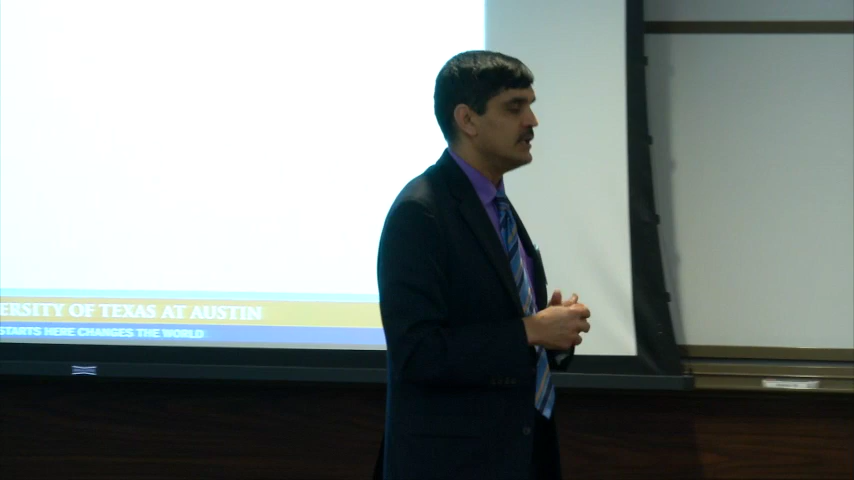 ERSITY OF TEXAS AT AUSTIN
STARTS HERE CHANGES THE WORLD